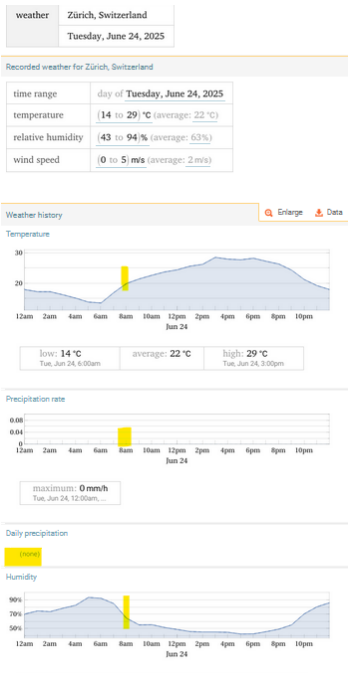 weather Zürich, Switzerland
Tuesday, June 24, 2025
Recorded weather for Zürich, Switzerland
time range day of Tuesday, June 24, 2025
temperature (14 to 29) °C (average: 22 °C)
relative humidity (43 to 94)% (average: 63%)
wind speed (0 to 5) m/s (average: 2 m/s)
Weather history Enlarge Data
Temperature
30
20
12am 2am 4am 6am 8am 10am 12pm 2pm 4pm 6pm 8pm 10pm
Jun 24
low: 14 °C average: 22 °C high: 29 °C
Tue, Jun 24, 6:00am Tue, Jun 24, 3:00pm
Precipitation rate
0.08
0.04
0
12am 2am 4am 6am 8am 10am 12pm 2pm 4pm 6pm 8pm 10pm
Jun 24
maximum: 0 mm/h
Tue, Jun 24, 12:00am, ...
Daily precipitation
(none)
Humidity
90%
70%
50%
12am 2am 4am 6am 8am 10am 12pm 2pm 4pm 6pm 8pm 10pm
Jun 24